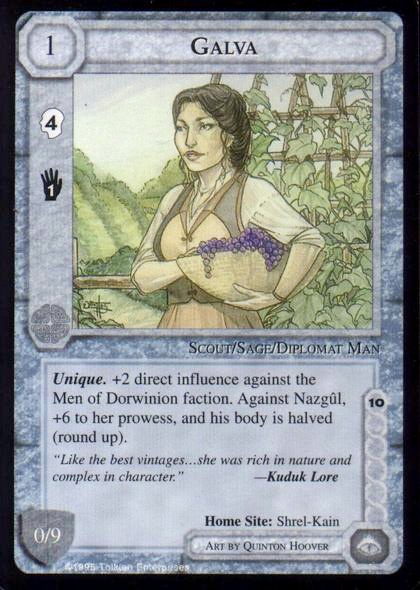 1
GALVA
4
1
SCOUT/SAGE/DIPLOMAT MAN
Unique. +2 direct influence against the
Men of Dorwinion faction. Against Nazgûl,
+6 to her prowess, and his body is halved
(round up).
10
“Like the best vintages…she was rich in nature and
complex in character.” —Kuduk Lore
Home Site: Shrel-Kain
0/9
ART BY QUINTON HOOVER
©1995 Tolkien Enterprises